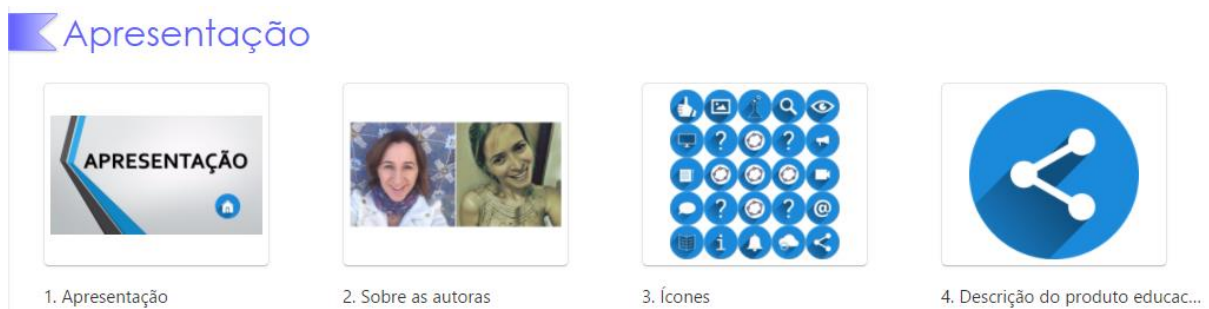 Apresentação
APRESENTAÇÃO
1. Apresentação
2. Sobre as autoras
3. Ícones
4. Descrição do produto educac...